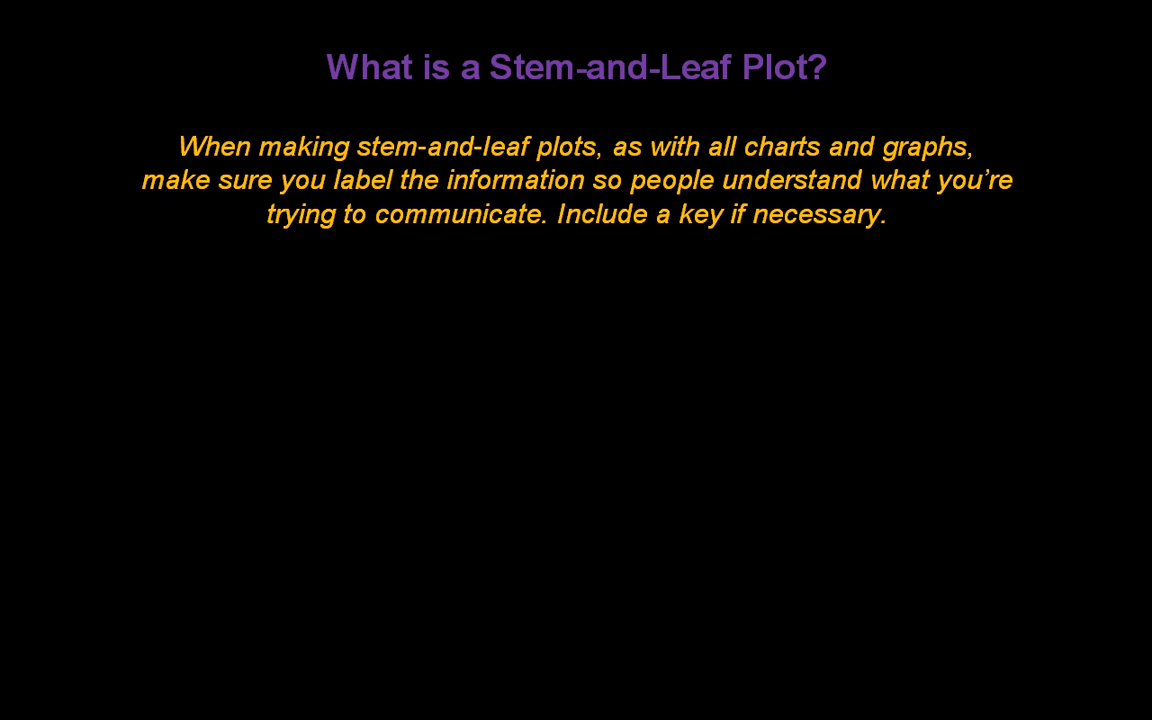 What is a Stem-and-Leaf Plot?
When making stem-and-leaf plots, as with all charts and graphs,
make sure you label the information so people understand what you’re
trying to communicate. Include a key if necessary.